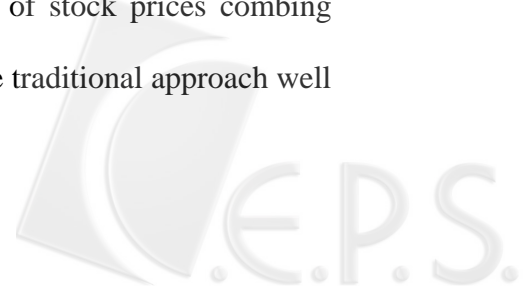 of stock prices combing
traditional approach well
C.E.P.S.